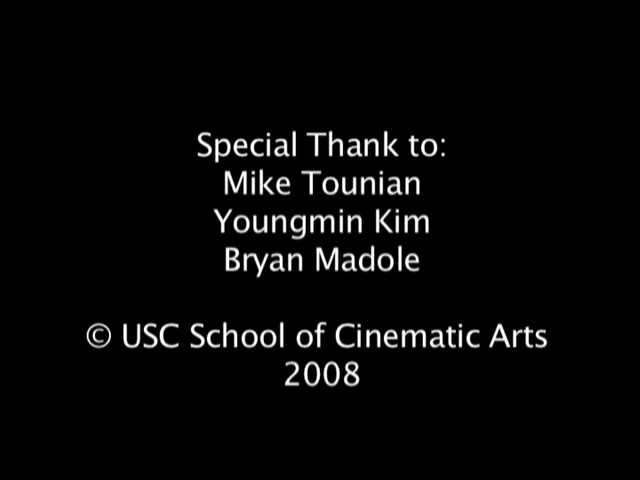 Special Thank to:
Mike Tounian
Youngmin Kim
Bryan Madole
© USC School of Cinematic Arts
2008